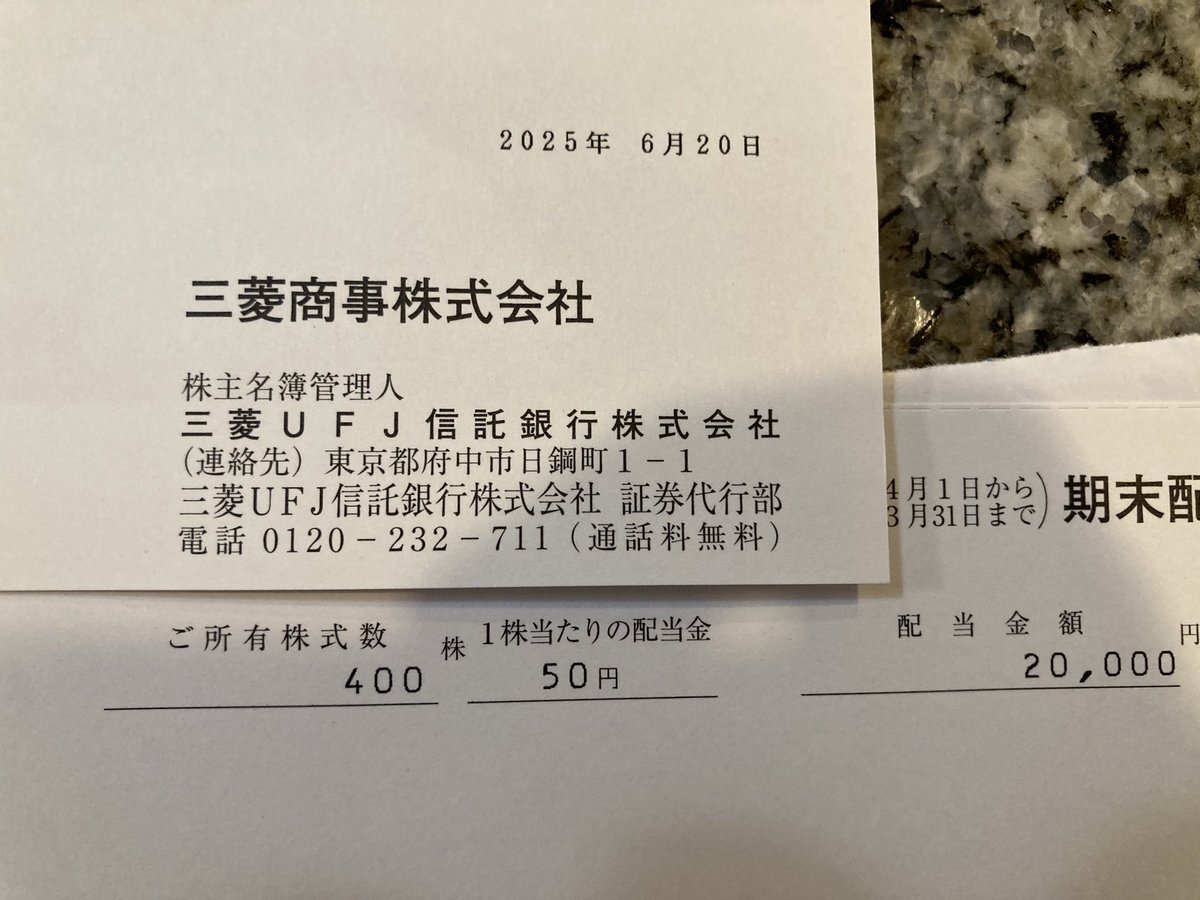 2025年 6月20日
三菱商事株式会社
株主名簿管理人
三菱UFJ信託銀行株式会社
(連絡先) 東京都府中市日鋼町1-1
三菱UFJ信託銀行株式会社 証券代行部
電話 0120-232-711 (通話料無料)
4月1日から
3月31日まで)
期末配
ご所有株式数 株 1株当たりの配当金 配当金額 円
400 50円 20,000